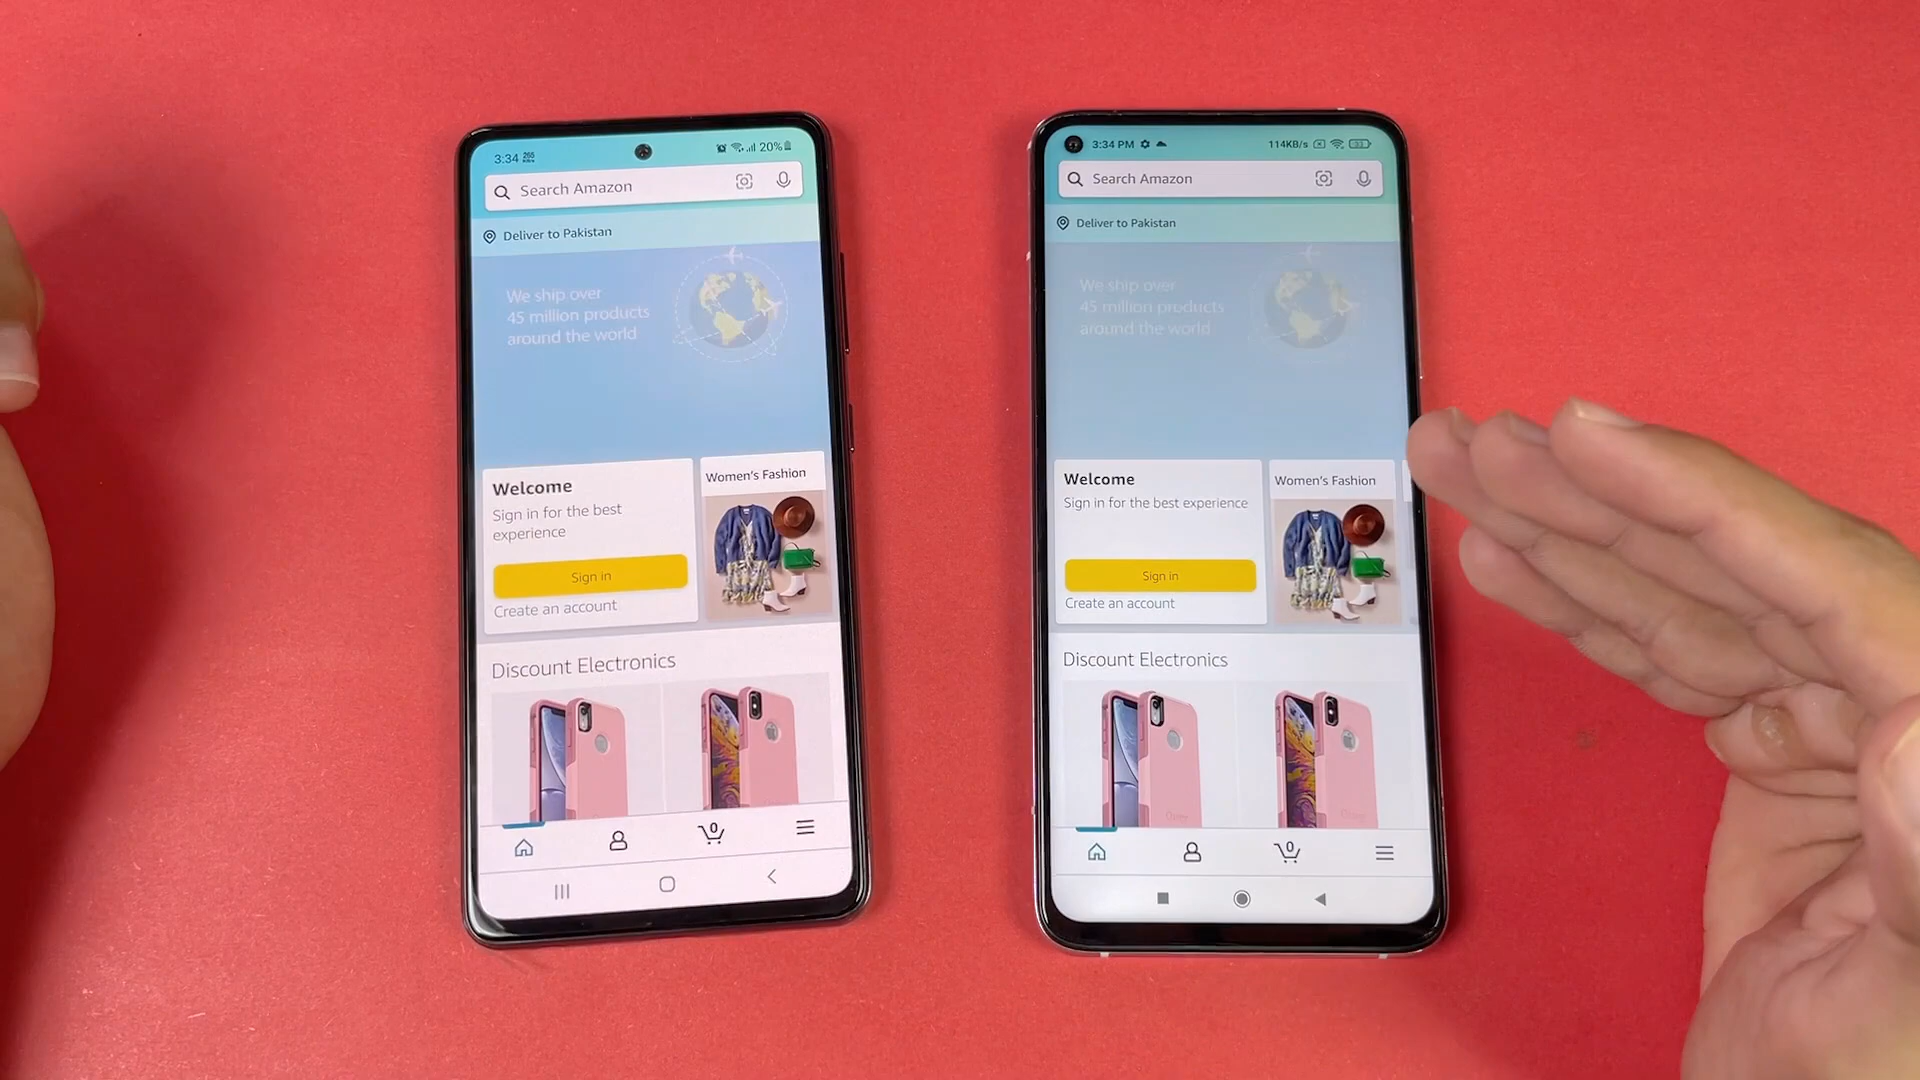 3:34
20%
Search Amazon
Deliver to Pakistan
We ship over
45 million products
around the world
Welcome
Sign in for the best
experience
Sign in
Create an account
Women's Fashion
Discount Electronics
0
3:34 PM
114KB/s
Search Amazon
Deliver to Pakistan
We ship over
45 million products
around the world
Welcome
Sign in for the best experience
Sign in
Create an account
Women's Fashion
Discount Electronics
0